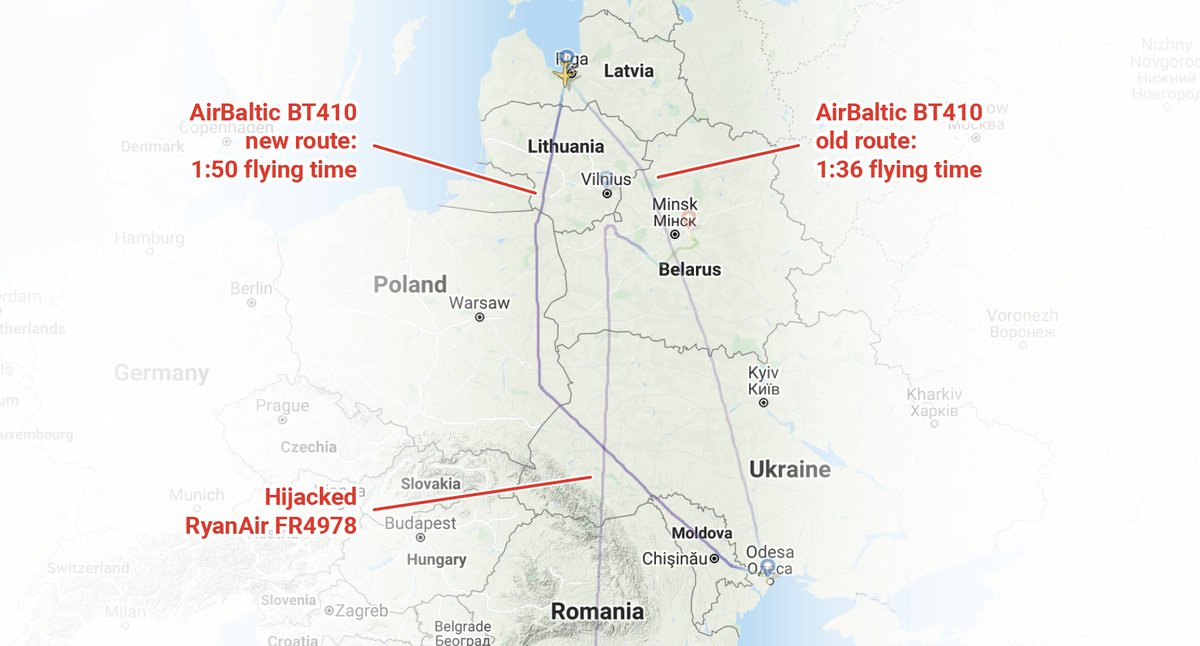 Nizhny
Novgorod
Нижний
Новгород
Riga
Latvia
AirBaltic BT410
new route:
1:50 flying time
AirBaltic BT410
old route:
1:36 flying time
Copenhagen
Denmark
Москва
Lithuania
Vilnius
Minsk
Мінск
Hamburg
Belarus
Poland
Berlin
Warsaw
Voronezh
Воронеж
Germany
Kyiv
Київ
Kharkiv
Харків
Prague
Czechia
Ukraine
Slovakia
Munich
Hijacked
RyanAir FR4978
Budapest
Hungary
Moldova
Chișinău
Odesa
Одеса
Switzerland
Slovenia
Zagreb
Milan
Romania
Belgrade
Београд
Croatia